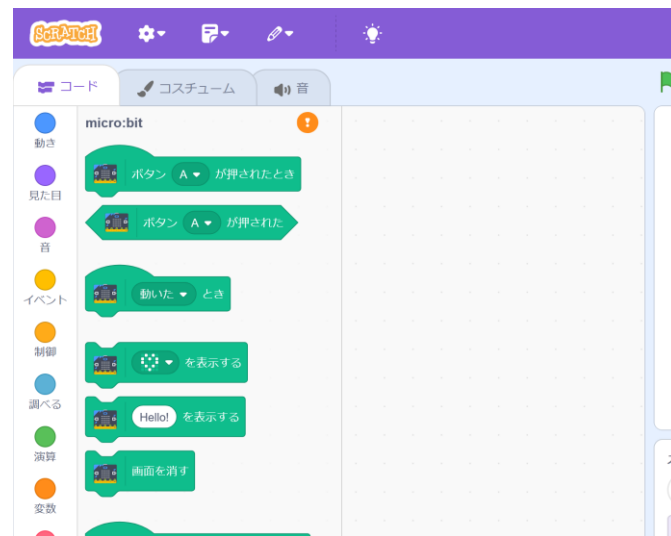 SCRATCH
コード
コスチューム
音
動き
見た目
音
イベント
制御
調べる
演算
変数
micro:bit
ボタン A が押されたとき
ボタン A が押された
動いた とき
を表示する
Hello! を表示する
画面を消す